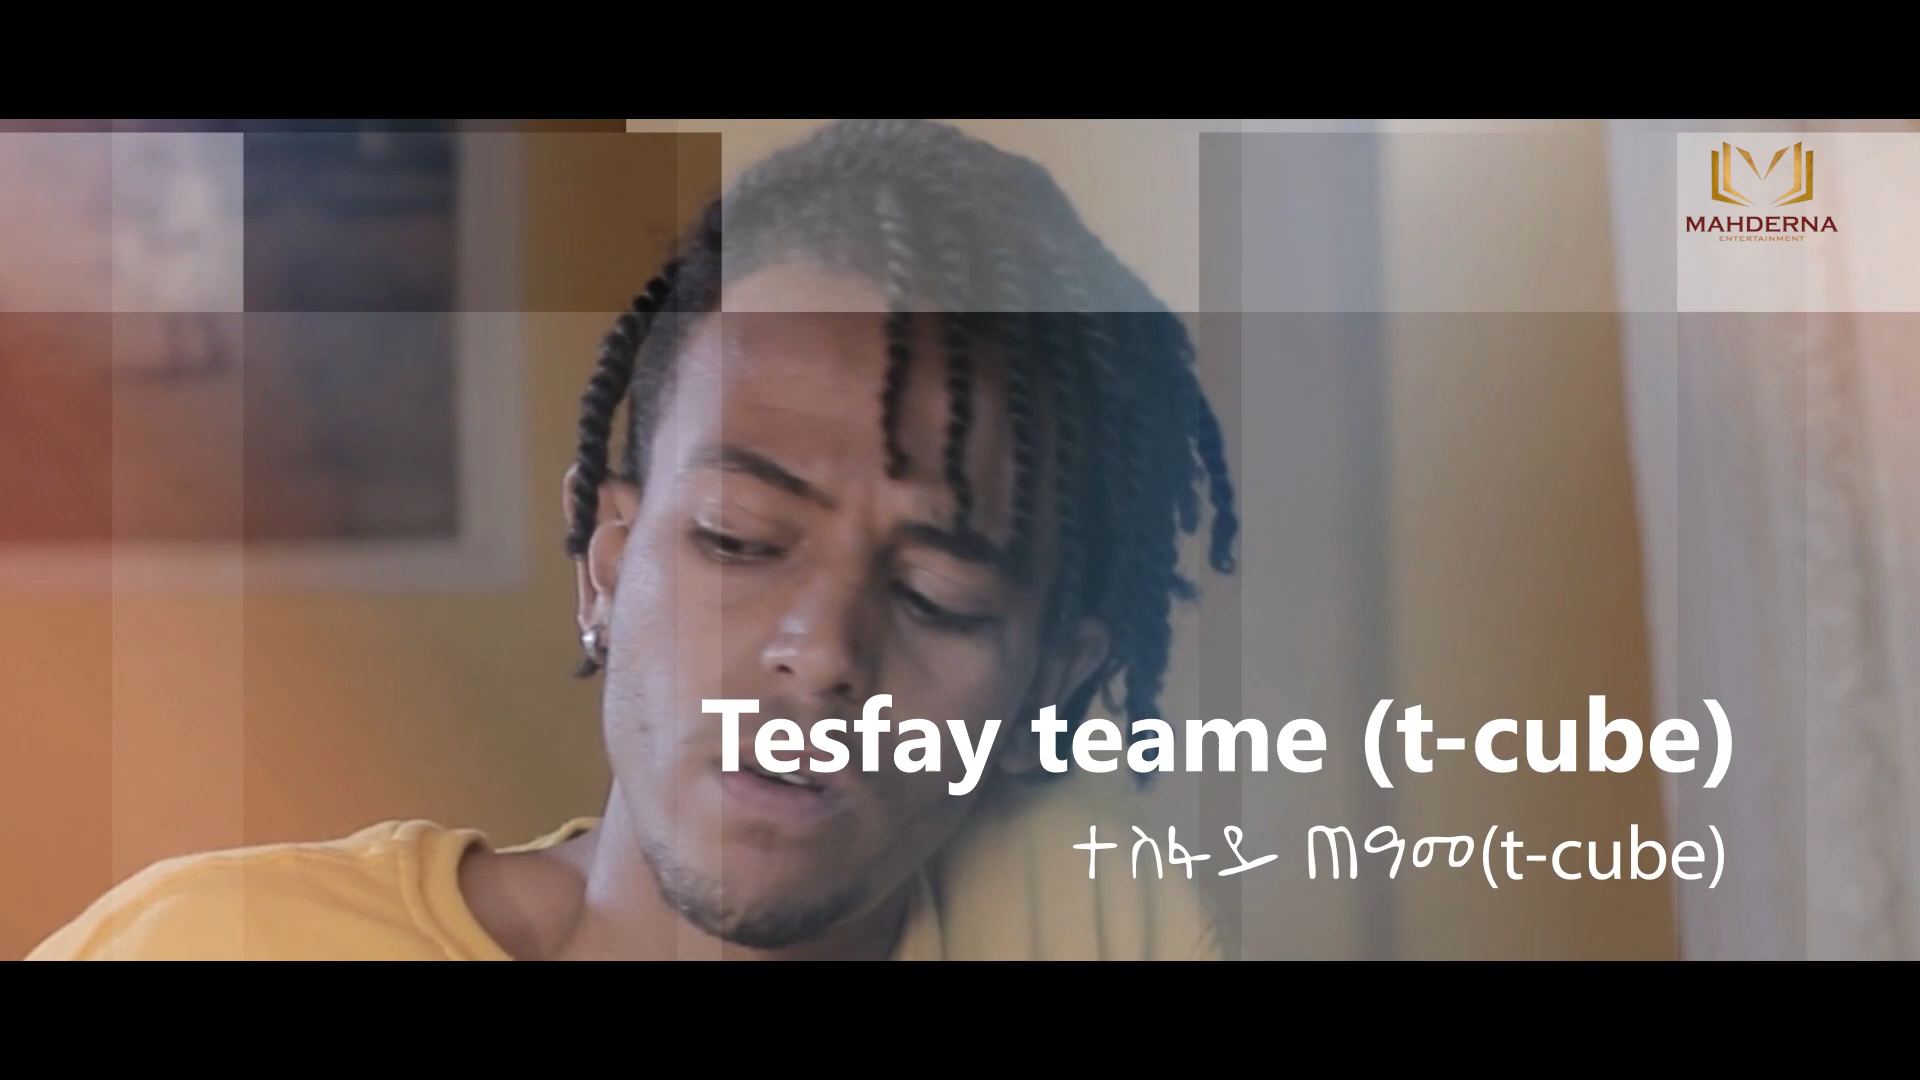 MAHDERNA
ENTERTAINMENT
Tesfay teame (t-cube)
ተስፋይ ጠዓመ(t-cube)